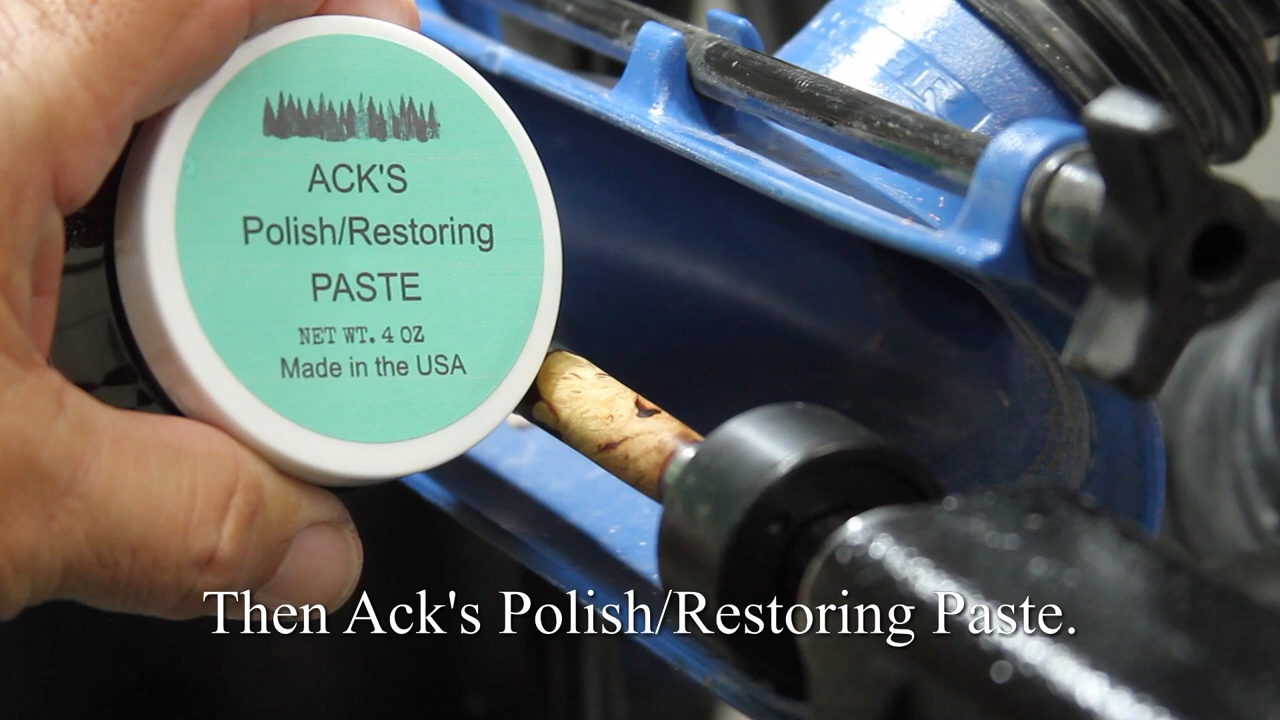 ACK'S
Polish/Restoring
PASTE
NET WT. 4 OZ
Made in the USA
Then Ack's Polish/Restoring Paste.